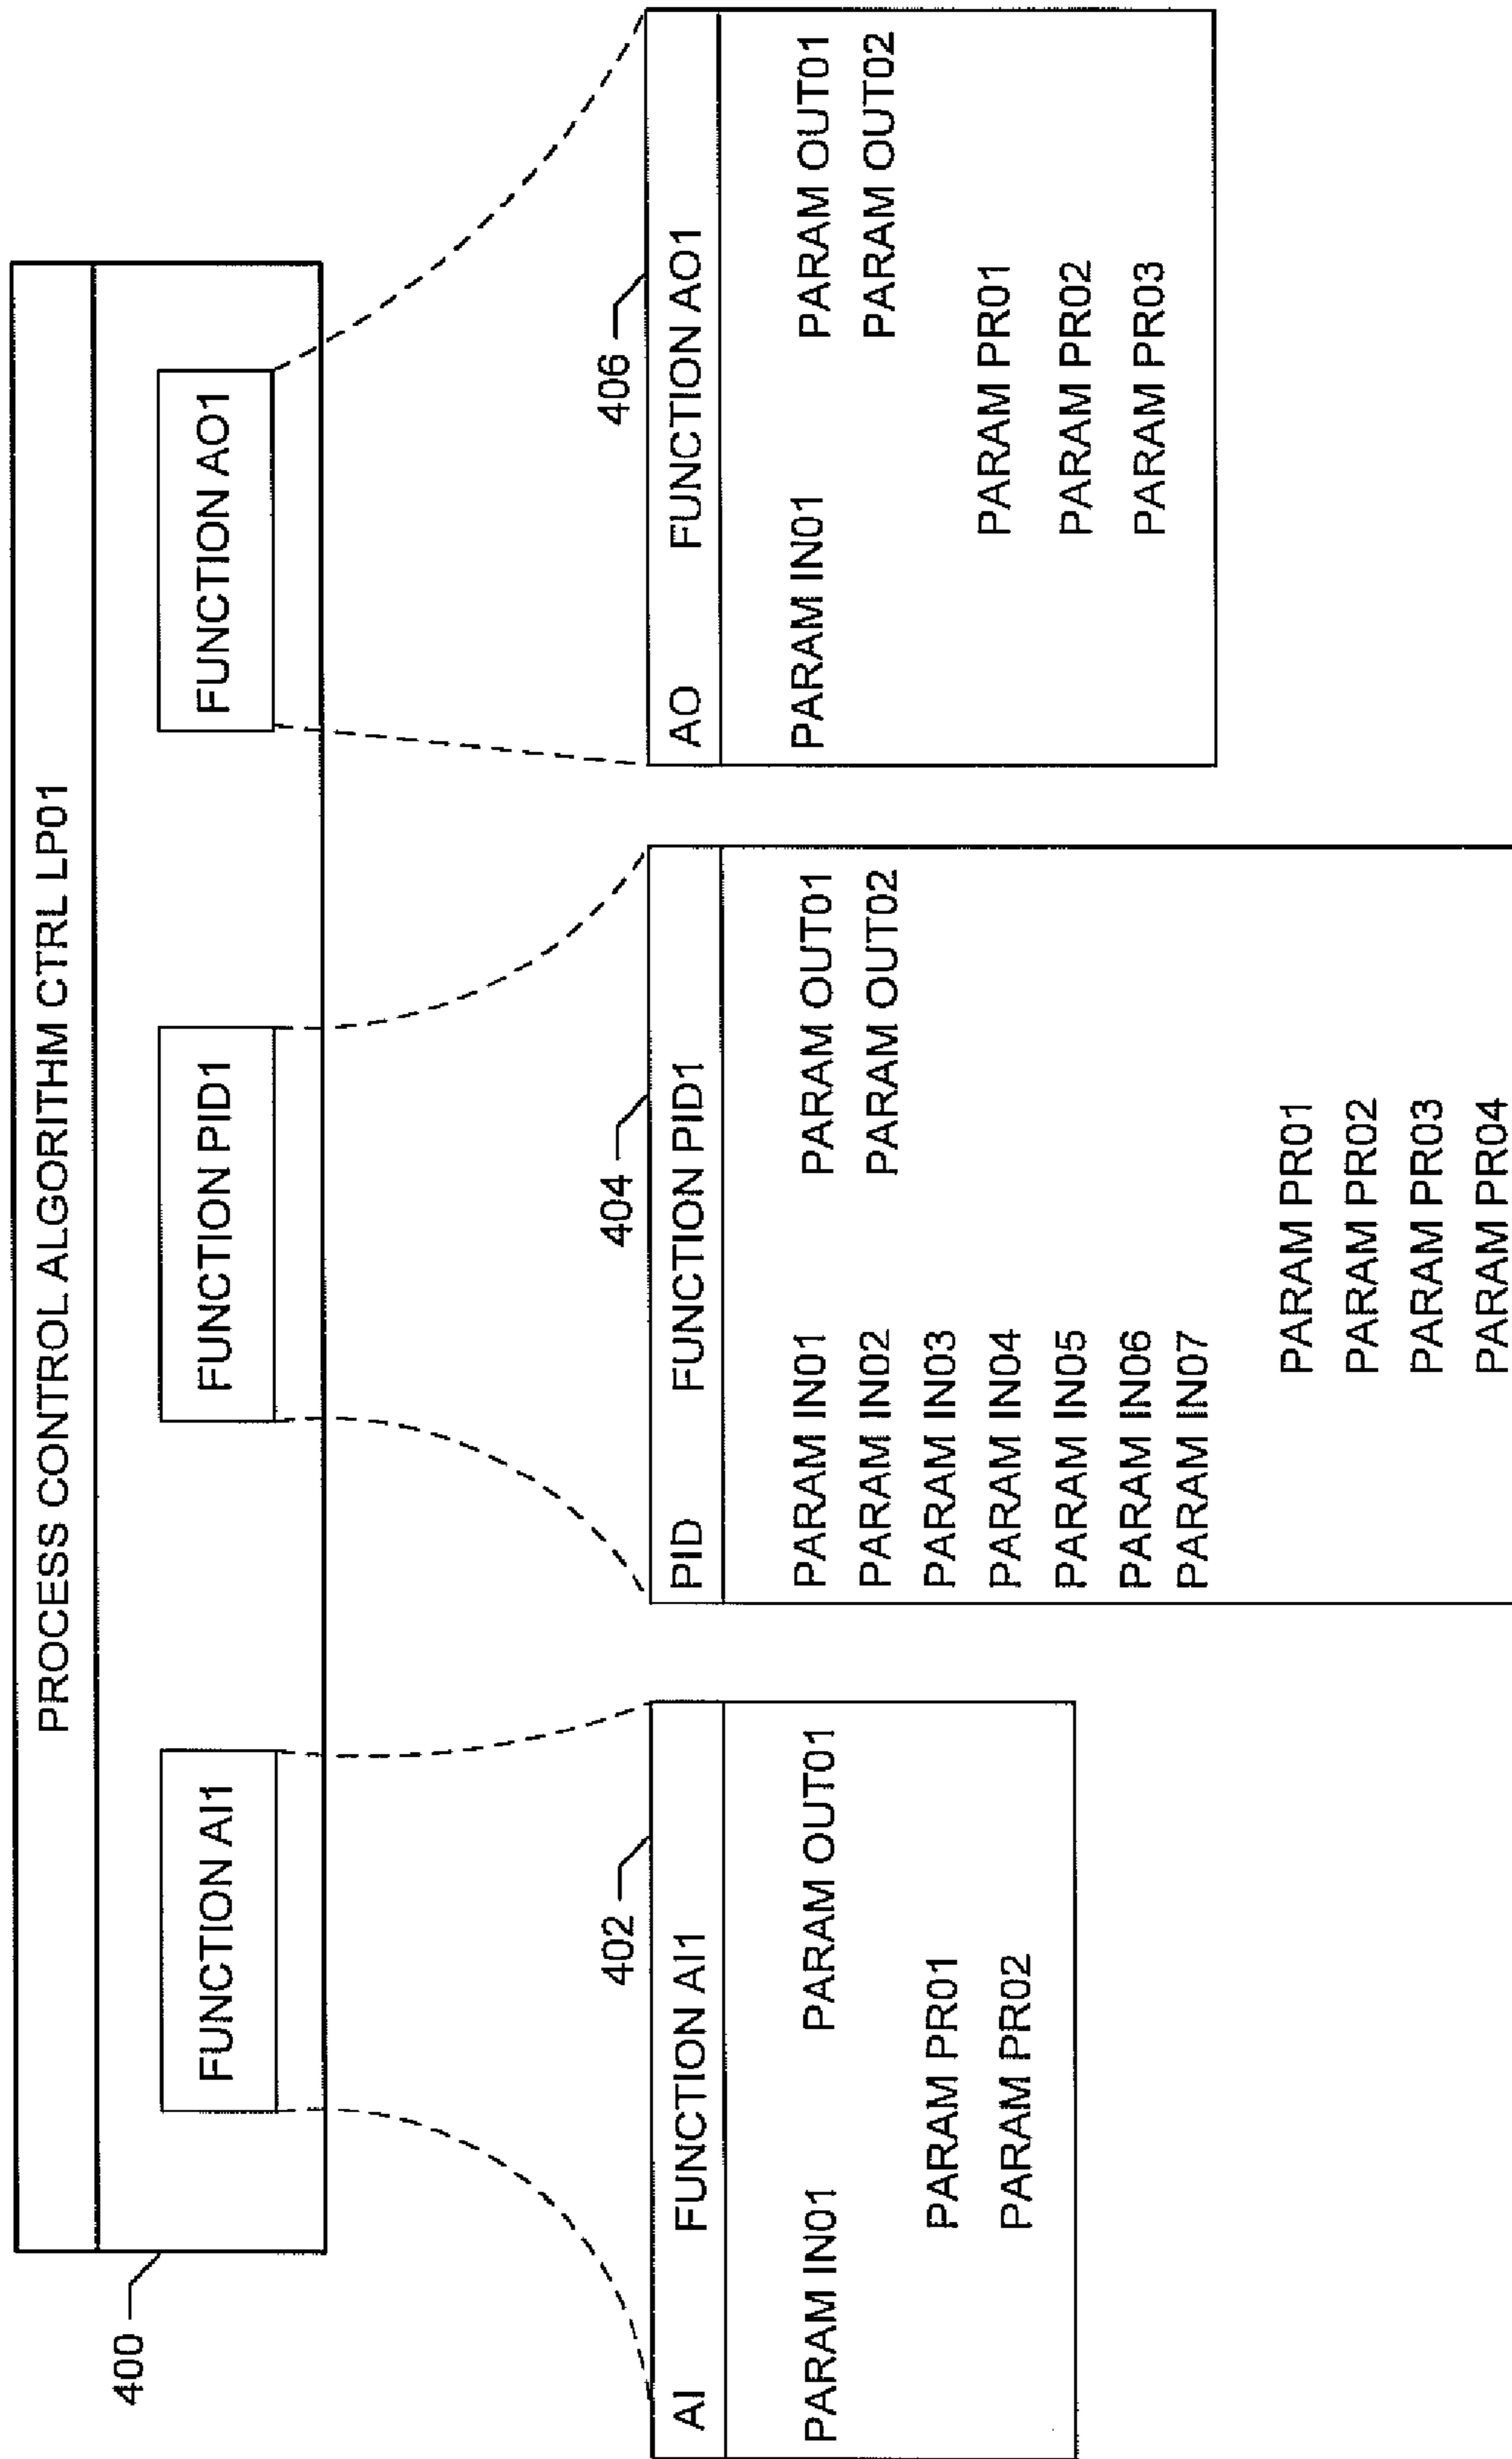 PROCESS CONTROL ALGORITHM CTRL LP01
400
FUNCTION AI1
FUNCTION PID1
FUNCTION AO1
402
AI FUNCTION AI1
PARAM IN01 PARAM OUT01
PARAM PR01
PARAM PR02
404
PID FUNCTION PID1
PARAM IN01 PARAM OUT01
PARAM IN02 PARAM OUT02
PARAM IN03
PARAM IN04
PARAM IN05
PARAM IN06
PARAM IN07
PARAM PR01
PARAM PR02
PARAM PR03
PARAM PR04
406
AO FUNCTION AO1
PARAM IN01 PARAM OUT01
PARAM OUT02
PARAM PR01
PARAM PR02
PARAM PR03